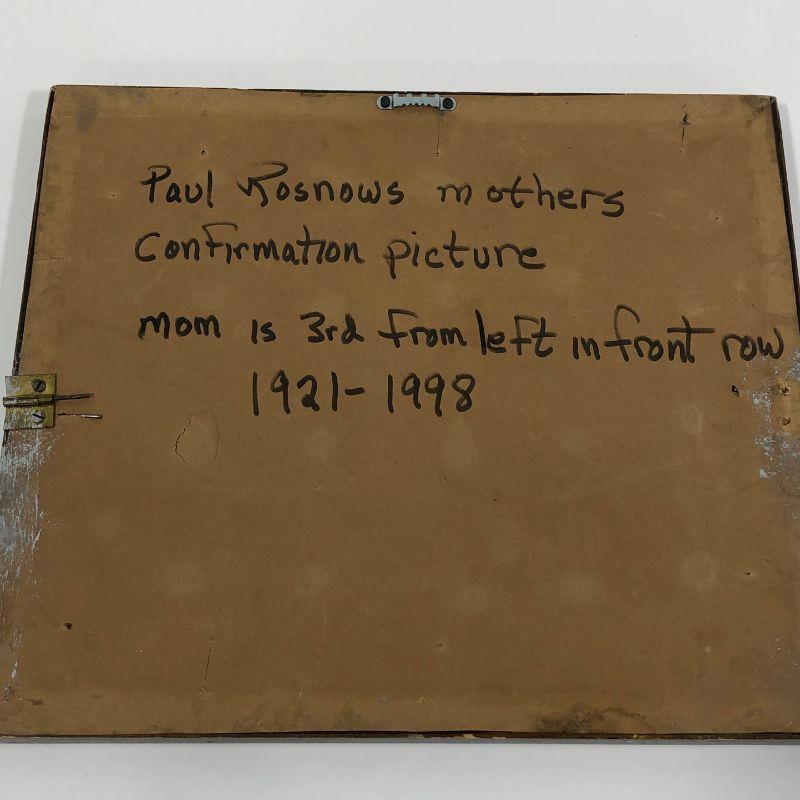 Paul Rosnows mothers
Confirmation picture
mom is 3rd from left in front row
1921-1998